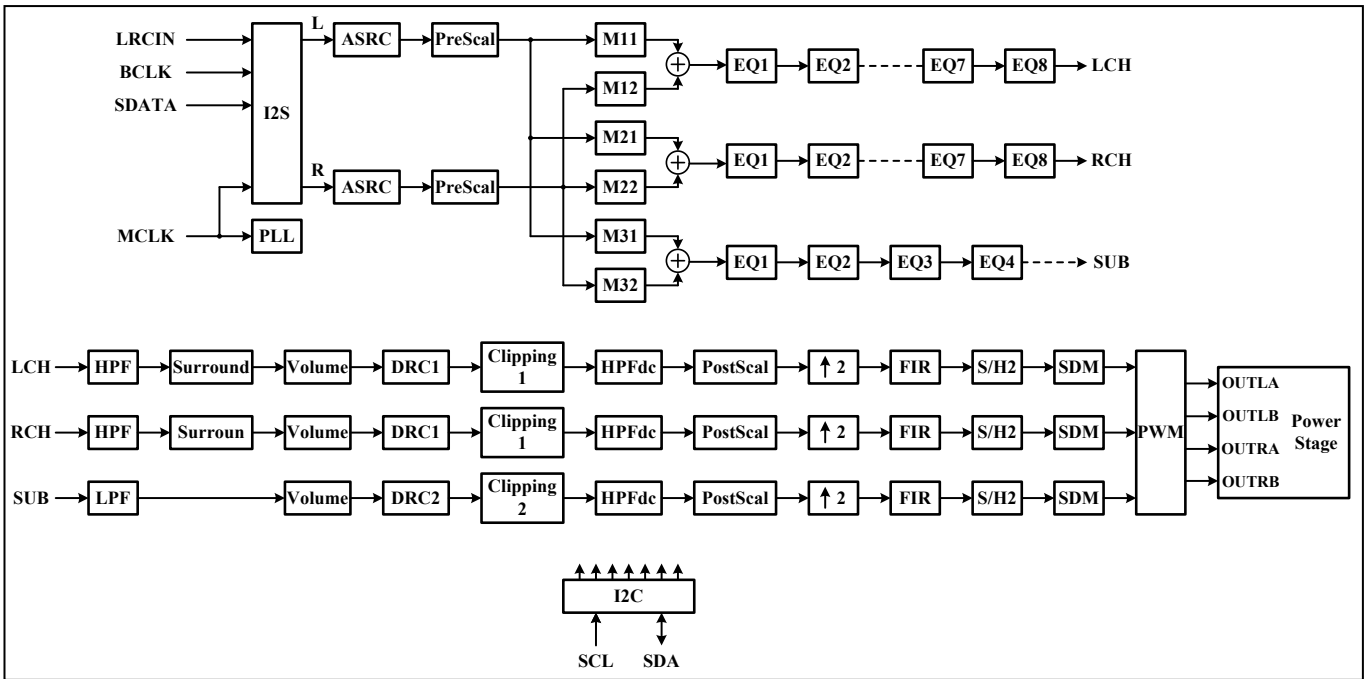 LRCIN
BCLK
SDATA
MCLK
I2S
PLL
L
ASRC
PreScal
R
ASRC
PreScal
M11
M12
M21
M22
M31
M32
EQ1
EQ2
EQ7
EQ8
LCH
EQ1
EQ2
EQ7
EQ8
RCH
EQ1
EQ2
EQ3
EQ4
SUB
LCH
HPF
Surround
Volume
DRC1
Clipping
1
HPFdc
PostScal
2
FIR
S/H2
SDM
RCH
HPF
Surroun
Volume
DRC1
Clipping
1
HPFdc
PostScal
2
FIR
S/H2
SDM
SUB
LPF
Volume
DRC2
Clipping
2
HPFdc
PostScal
2
FIR
S/H2
SDM
PWM
OUTLA
OUTLB
OUTRA
OUTRB
Power
Stage
I2C
SCL
SDA